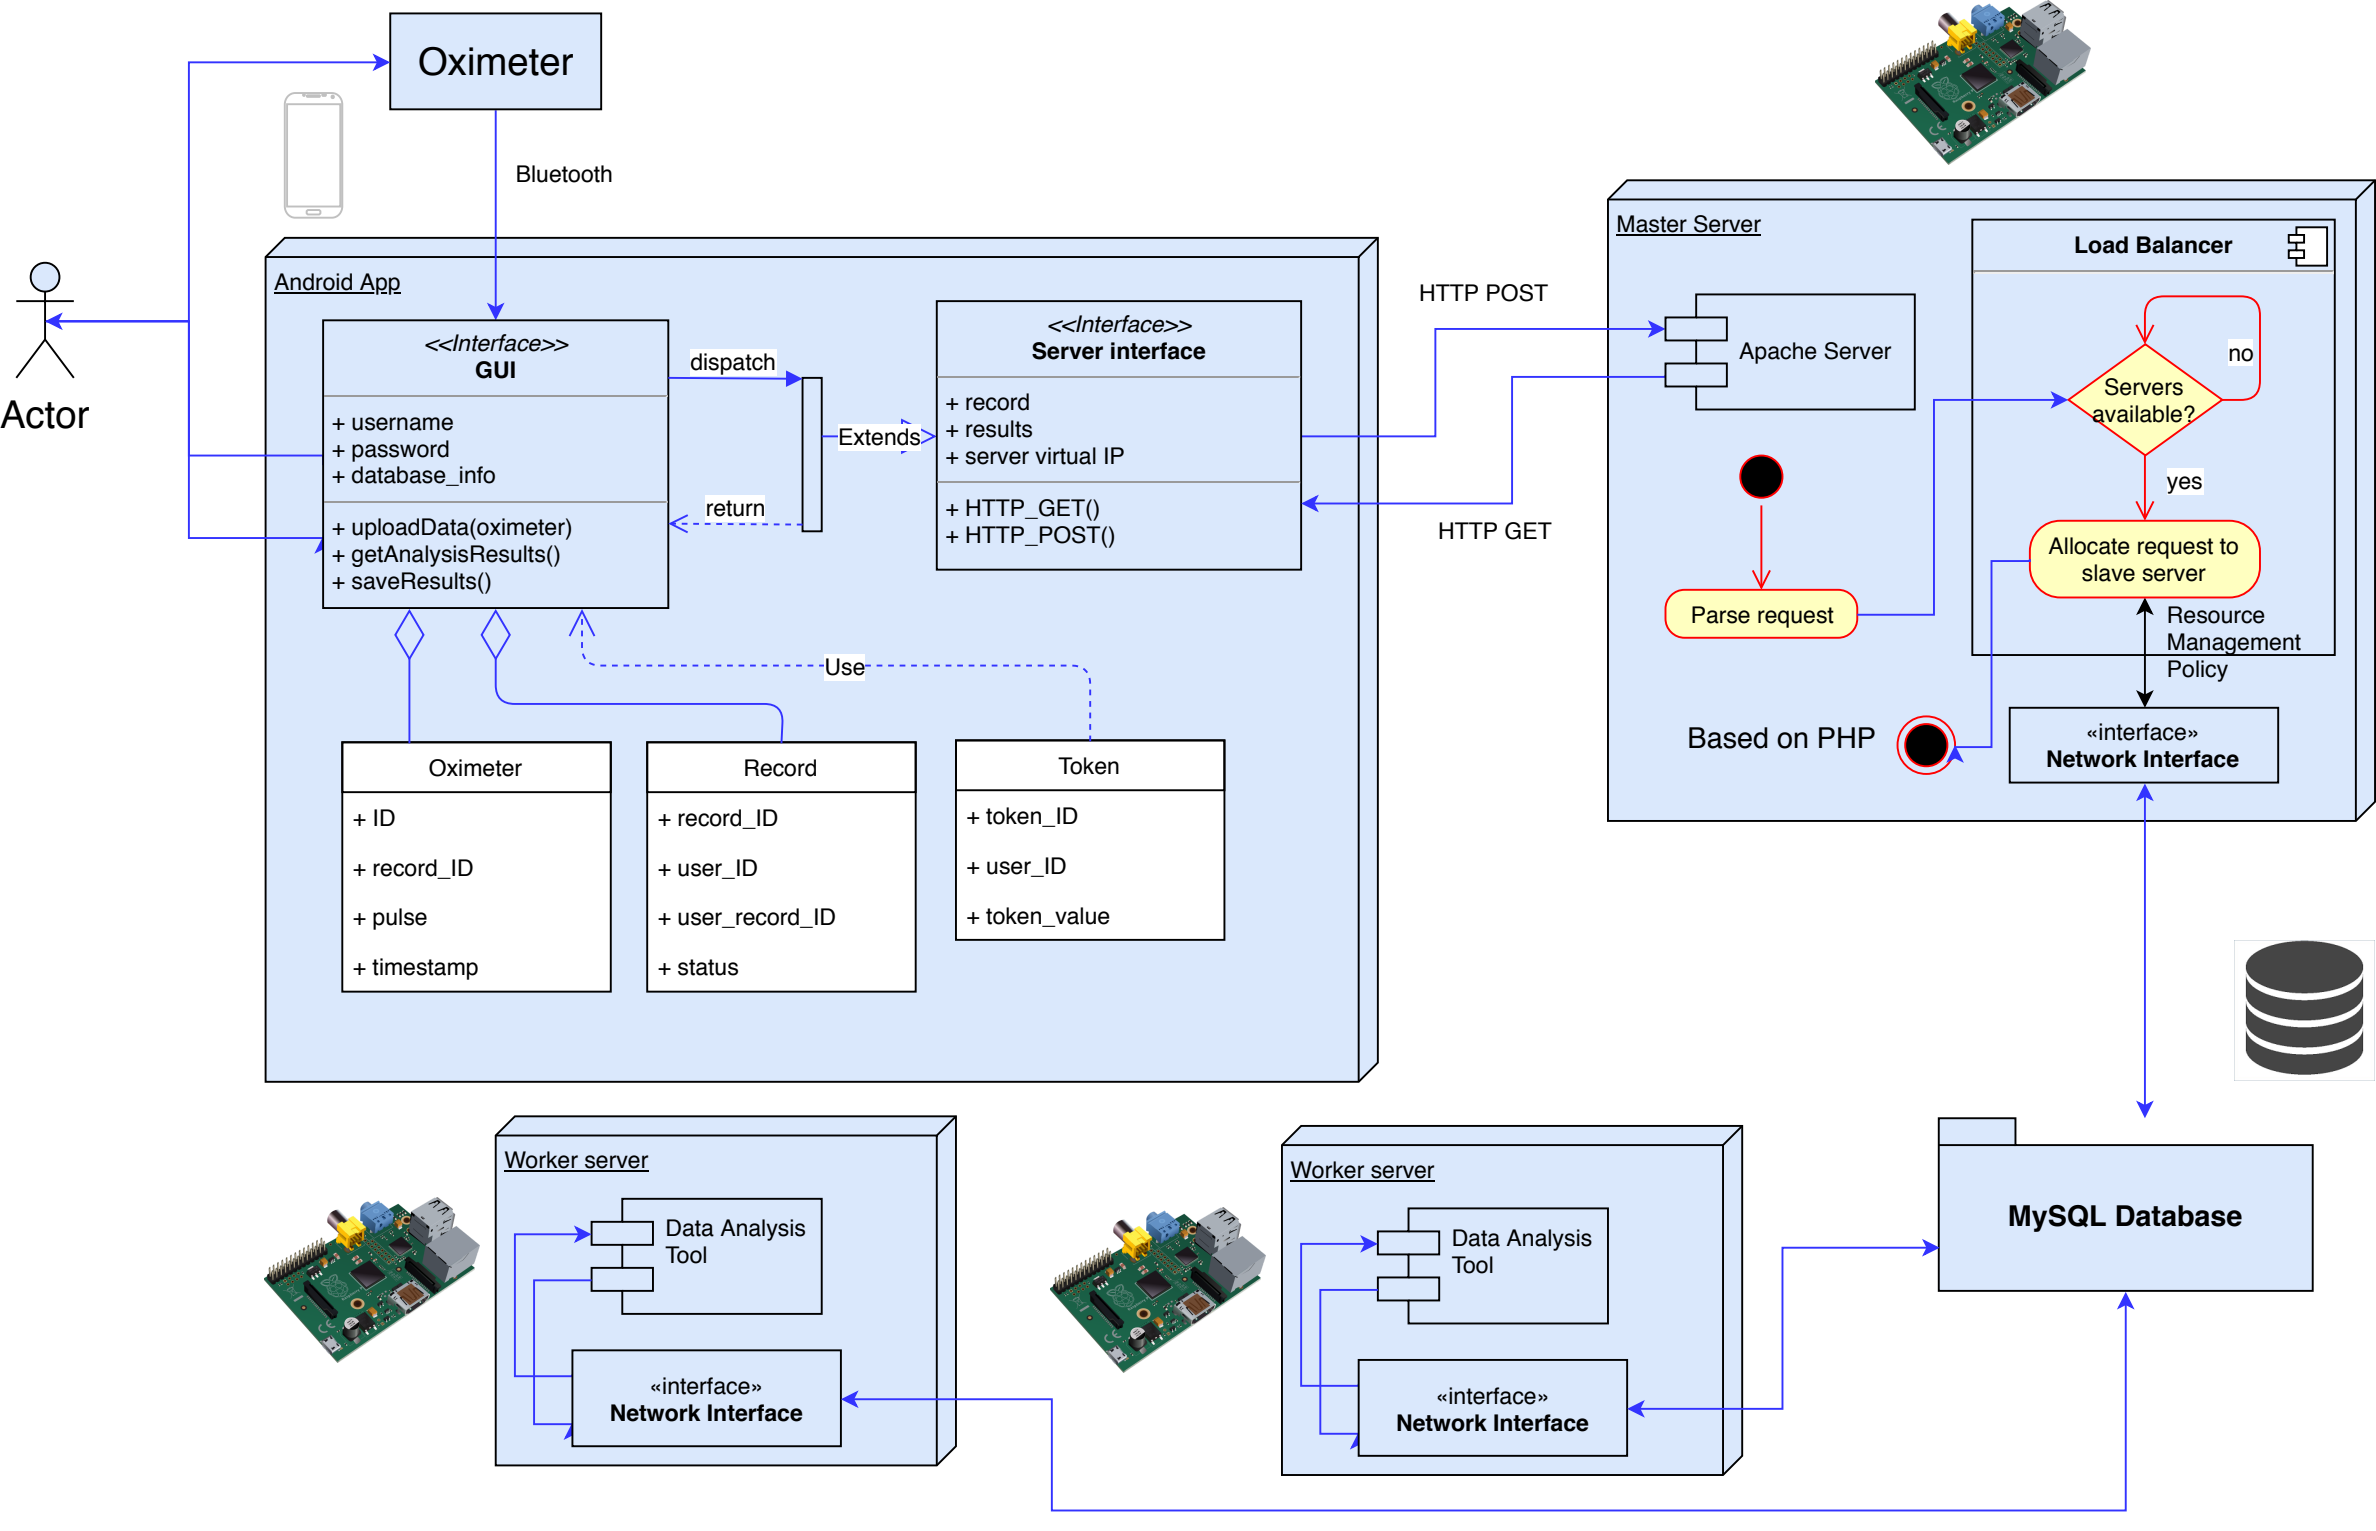 Oximeter
Bluetooth
Actor
Android App
<<Interface>>
GUI
+ username
+ password
+ database_info
+ uploadData(oximeter)
+ getAnalysisResults()
+ saveResults()
dispatch
Extends
return
<<Interface>>
Server interface
+ record
+ results
+ server virtual IP
+ HTTP_GET()
+ HTTP_POST()
Use
Oximeter
+ ID
+ record_ID
+ pulse
+ timestamp
Record
+ record_ID
+ user_ID
+ user_record_ID
+ status
Token
+ token_ID
+ user_ID
+ token_value
HTTP POST
HTTP GET
Master Server
Apache Server
Parse request
Based on PHP
Load Balancer
Servers
available?
no
yes
Allocate request to
slave server
Resource
Management
Policy
«interface»
Network Interface
Worker server
Data Analysis
Tool
«interface»
Network Interface
Worker server
Data Analysis
Tool
«interface»
Network Interface
MySQL Database